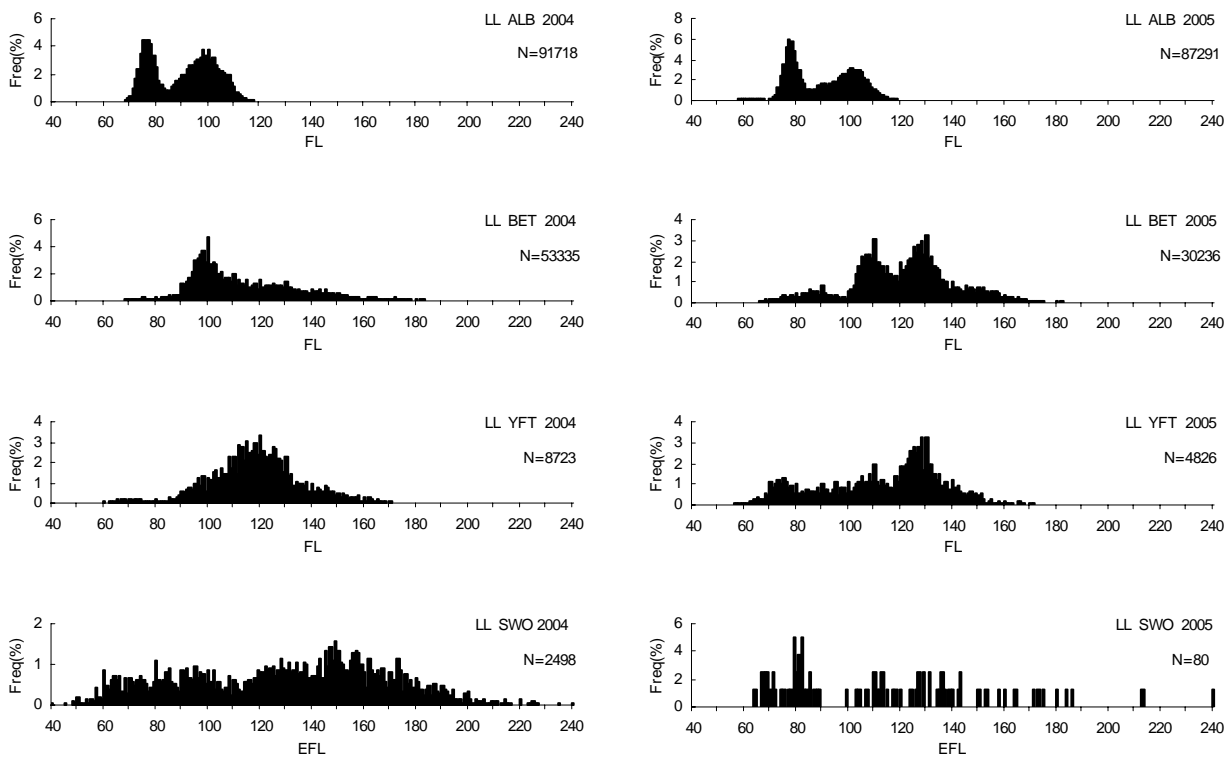 LL ALB 2004
N=91718
Freq(%)
6
4
2
0
40 60 80 100 120 140 160 180 200 220 240
FL
LL ALB 2005
N=87291
Freq(%)
8
6
4
2
0
40 60 80 100 120 140 160 180 200 220 240
FL
LL BET 2004
N=53335
Freq(%)
6
4
2
0
40 60 80 100 120 140 160 180 200 220 240
FL
LL BET 2005
N=30236
Freq(%)
4
3
2
1
0
40 60 80 100 120 140 160 180 200 220 240
FL
LL YFT 2004
N=8723
Freq(%)
4
3
2
1
0
40 60 80 100 120 140 160 180 200 220 240
FL
LL YFT 2005
N=4826
Freq(%)
4
3
2
1
0
40 60 80 100 120 140 160 180 200 220 240
FL
LL SWO 2004
N=2498
Freq(%)
2
1
0
40 60 80 100 120 140 160 180 200 220 240
EFL
LL SWO 2005
N=80
Freq(%)
6
4
2
0
40 60 80 100 120 140 160 180 200 220 240
EFL